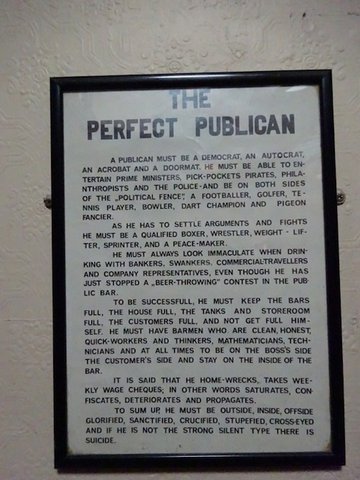 THE
PERFECT PUBLICAN
A PUBLICAN MUST BE A DEMOCRAT, AN AUTOCRAT,
AN ACROBAT AND A DOORMAT. HE MUST BE ABLE TO EN-
TERTAIN PRIME MINISTERS, PICK-POCKETS PIRATES, PHILA-
NTHROPISTS AND THE POLICE-AND BE ON BOTH SIDES
OF THE „POLITICAL FENCE", A FOOTBALLER, GOLFER, TE-
NNIS PLAYER, BOWLER, DART CHAMPION AND PIGEON
FANCIER.
AS HE HAS TO SETTLE ARGUMENTS AND FIGHTS
HE MUST BE A QUALIFIED BOXER, WRESTLER, WEIGHT - LIF-
TER, SPRINTER, AND A PEACE-MAKER.
HE MUST ALWAYS LOOK IMMACULATE WHEN DRIN-
KING WITH BANKERS, SWANKERS, COMMERCIALTRAVELLERS
AND COMPANY REPRESENTATIVES, EVEN THOUGH HE HAS
JUST STOPPED A „BEER-THROWING" CONTEST IN THE PUB-
LIC BAR.
TO BE SUCCESSFULL, HE MUST KEEP THE BARS
FULL, THE HOUSE FULL, THE TANKS AND STOREROOM
FULL, THE CUSTOMERS FULL, AND NOT GET FULL HIM-
SELF. HE MUST HAVE BARMEN WHO ARE CLEAN, HONEST,
QUICK-WORKERS AND THINKERS, MATHEMATICIANS, TECH-
NICIANS AND AT ALL TIMES TO BE ON THE BOSS'S SIDE
THE CUSTOMER'S SIDE AND STAY ON THE INSIDE OF THE
BAR.
IT IS SAID THAT HE HOME-WRECKS, TAKES WEE-
KLY WAGE CHEQUES; IN OTHER WORDS SATURATES, CON-
FISCATES, DETERIORATES AND PROPAGATES.
TO SUM UP, HE MUST BE OUTSIDE, INSIDE, OFFSIDE
GLORIFIED, SANCTIFIED, CRUCIFIED, STUPEFIED, CROSS-EYED
AND IF HE IS NOT THE STRONG SILENT TYPE THERE IS
SUICIDE.